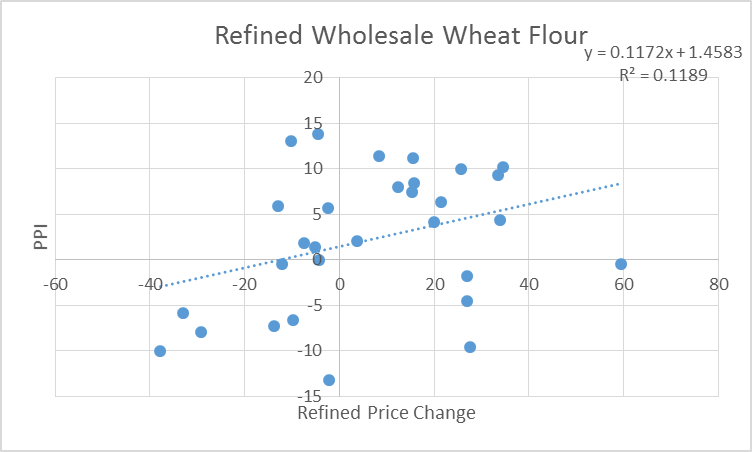 Refined Wholesale Wheat Flour
y = 0.1172x + 1.4583
R² = 0.1189
20
15
10
5
0
-5
-10
-15
-60 -40 -20 0 20 40 60 80
PPI
Refined Price Change